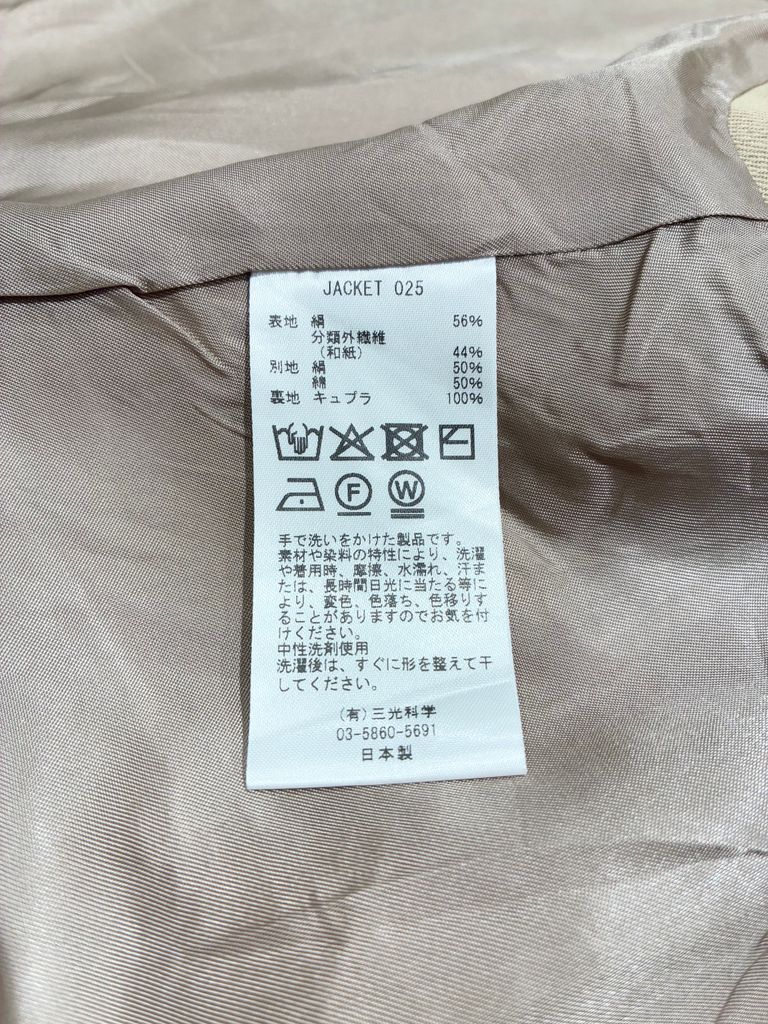 JACKET 025
表地 絹 56%
分類外繊維
(和紙) 44%
別地 絹 50%
綿 50%
裏地 キュプラ 100%
F W
手で洗いをかけた製品です。
素材や染料の特性により、洗濯
や着用時、摩擦、水濡れ、汗ま
たは、長時間日光に当たる等に
より、変色、色落ち、色移りす
ることがありますのでお気を付
けください。
中性洗剤使用
洗濯後は、すぐに形を整えて干
してください。
(有)三光科学
03-5860-5691
日本製